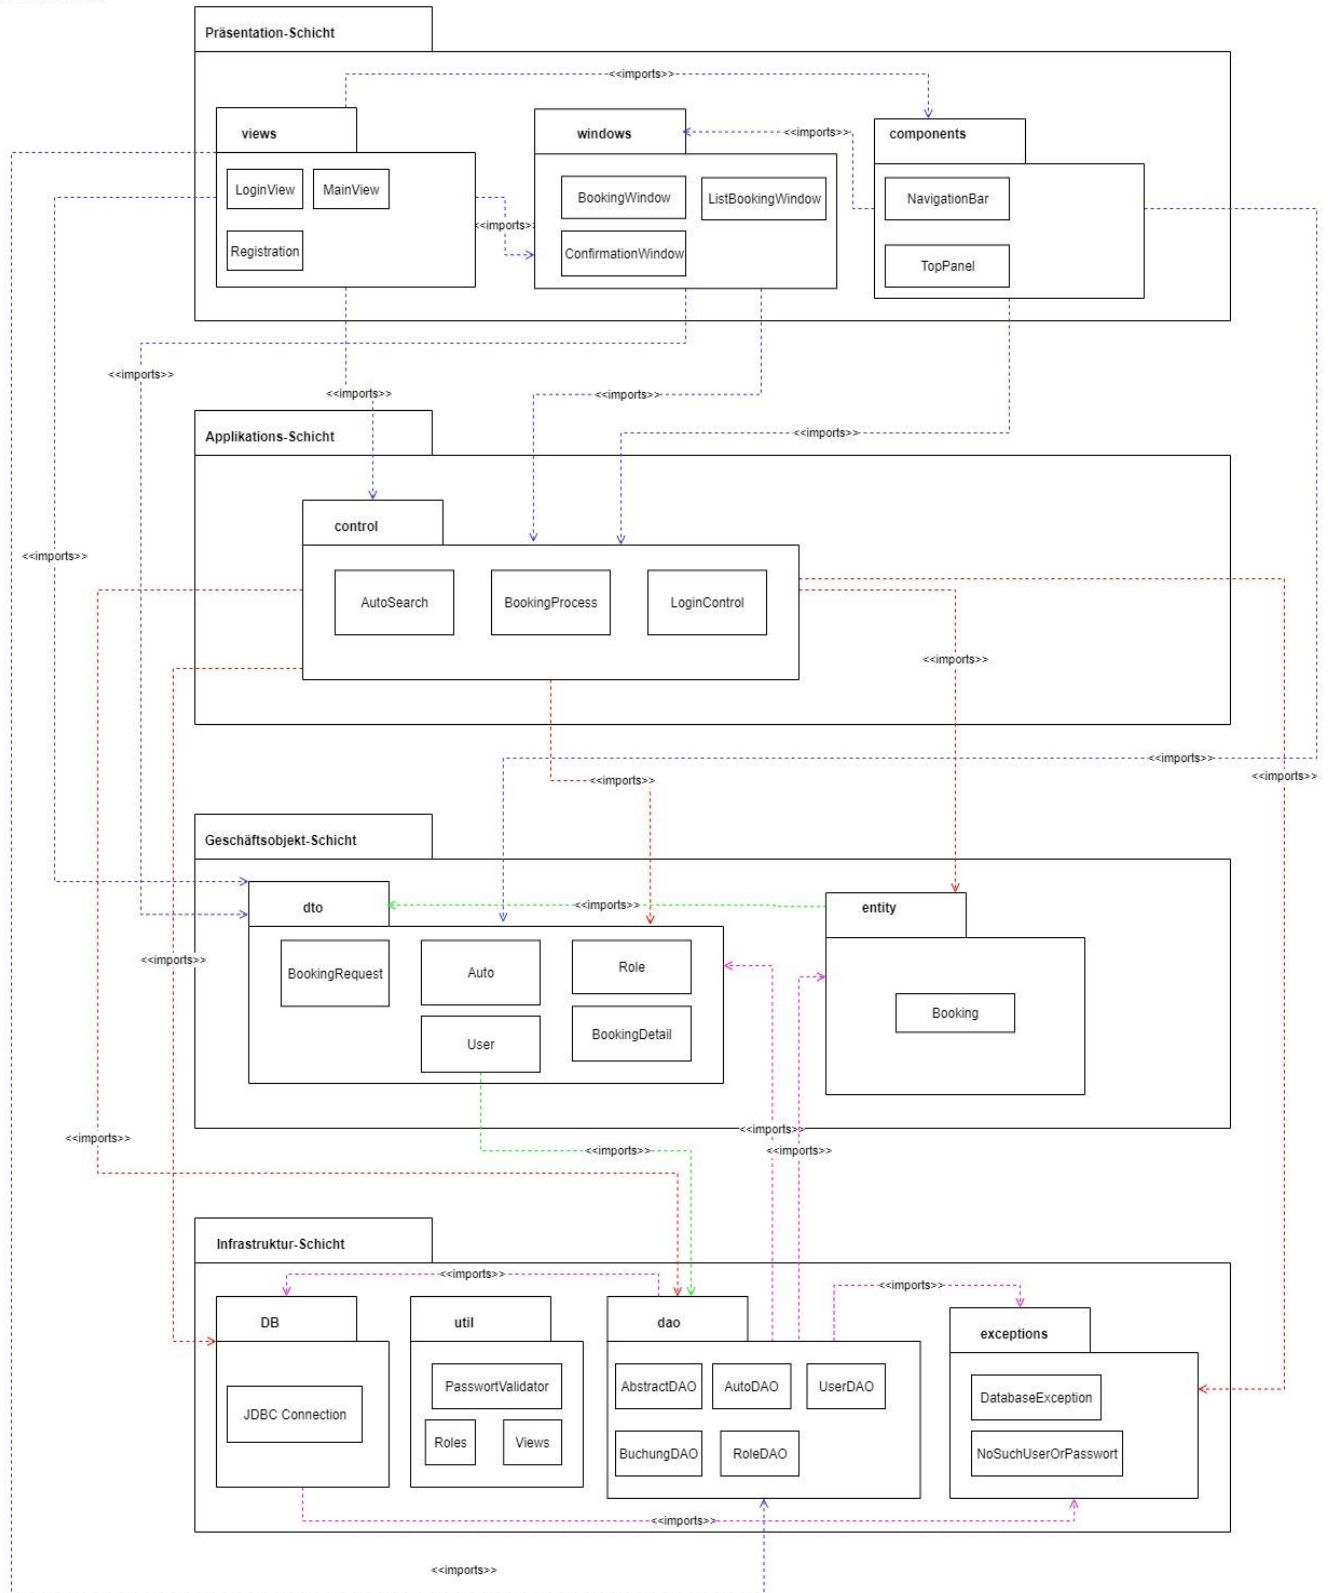 Präsentation-Schicht
<<imports>>
views
windows
<<imports>>
components
LoginView
MainView
BookingWindow
ListBookingWindow
NavigationBar
<<imports>>
Registration
ConfirmationWindow
TopPanel
<<imports>>
<<imports>>
<<imports>>
<<imports>>
Applikations-Schicht
control
<<imports>>
AutoSearch
BookingProcess
LoginControl
<<imports>>
<<imports>>
<<imports>>
<<imports>>
Geschäftsobjekt-Schicht
dto
<<imports>>
entity
<<imports>>
BookingRequest
Auto
Role
Booking
User
BookingDetail
<<imports>>
<<imports>>
<<imports>>
<<imports>>
Infrastruktur-Schicht
<<imports>>
<<imports>>
DB
util
dao
exceptions
JDBC Connection
PasswortValidator
AbstractDAO
AutoDAO
UserDAO
DatabaseException
Roles
Views
BuchungDAO
RoleDAO
NoSuchUserOrPasswort
<<imports>>
<<imports>>